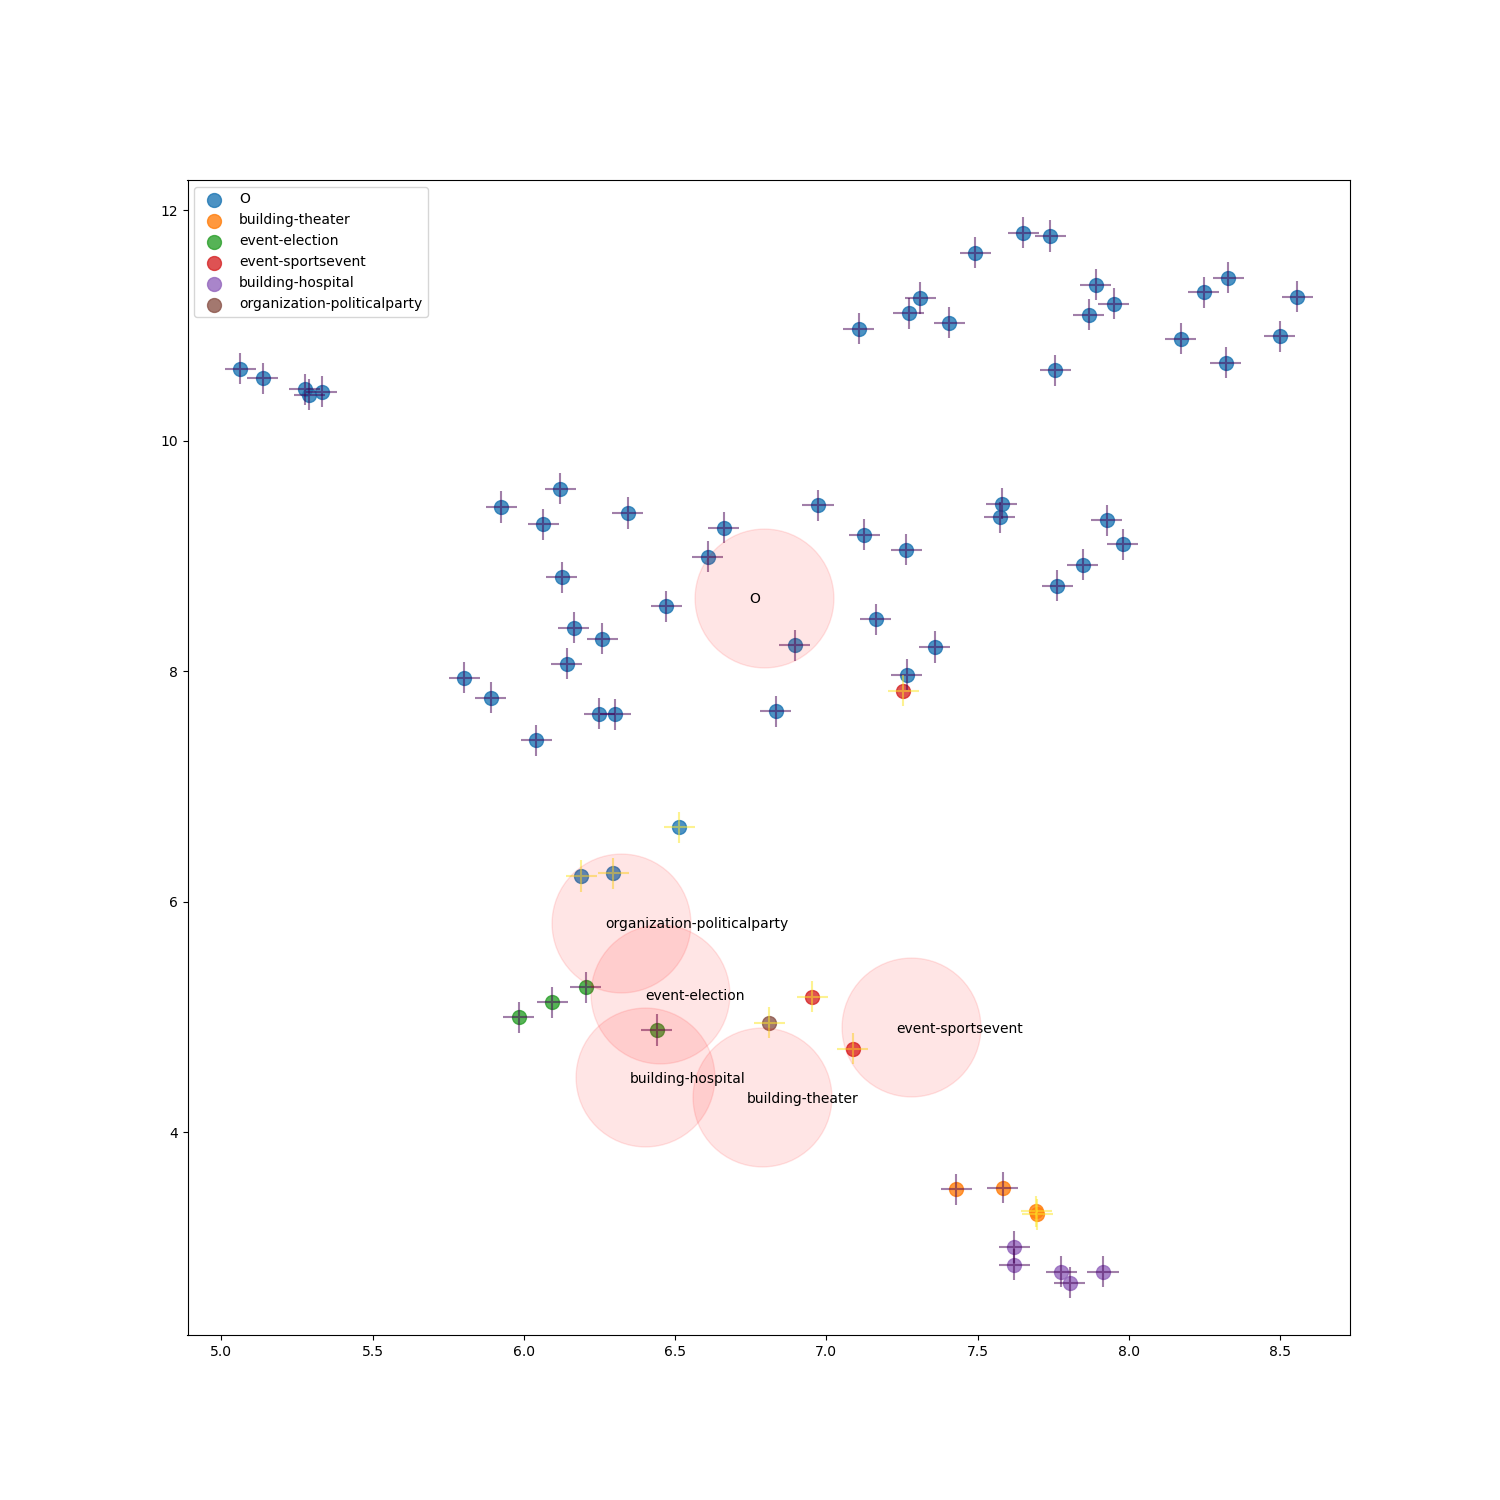 O
building-theater
event-election
event-sportsevent
building-hospital
organization-politicalparty
12
10
8
6
4
O
organization-politicalparty
event-election
event-sportsevent
building-hospital
building-theater
5.0 5.5 6.0 6.5 7.0 7.5 8.0 8.5